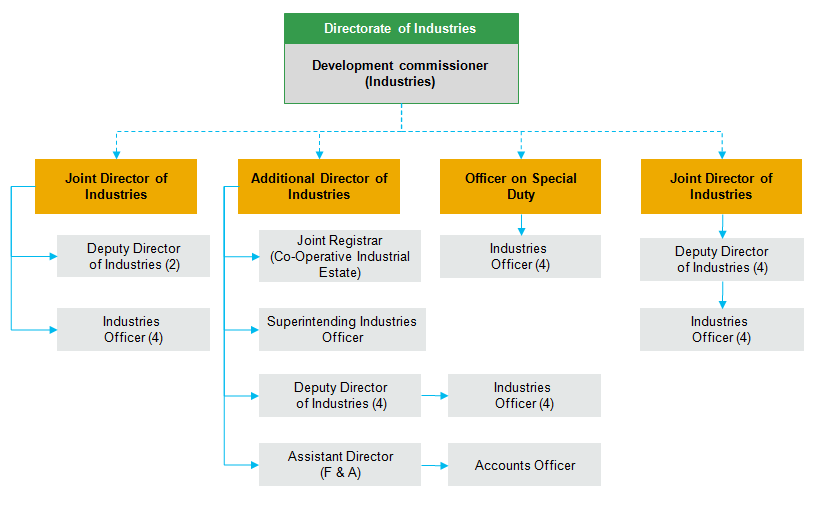 Directorate of Industries
Development commissioner
(Industries)
Joint Director of
Industries
Additional Director of
Industries
Officer on Special
Duty
Joint Director of
Industries
Deputy Director
of Industries (2)
Industries
Officer (4)
Joint Registrar
(Co-Operative Industrial
Estate)
Superintending Industries
Officer
Deputy Director
of Industries (4)
Industries
Officer (4)
Assistant Director
(F & A)
Accounts Officer
Industries
Officer (4)
Deputy Director
of Industries (4)
Industries
Officer (4)